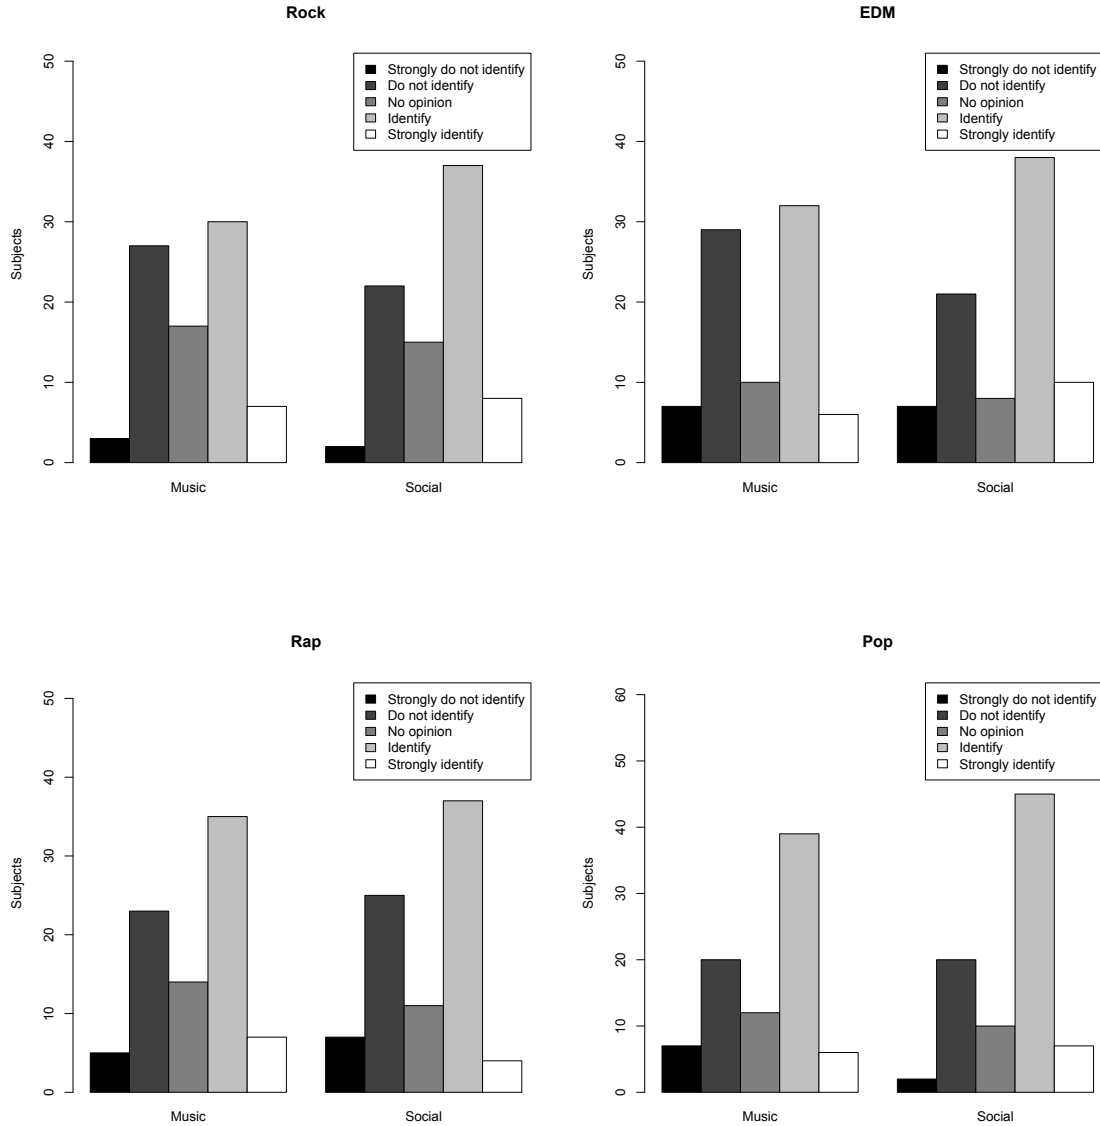 Rock
50
40
30
20
10
0
Subjects
Strongly do not identify
Do not identify
No opinion
Identify
Strongly identify
Music Social
EDM
50
40
30
20
10
0
Subjects
Strongly do not identify
Do not identify
No opinion
Identify
Strongly identify
Music Social
Rap
50
40
30
20
10
0
Subjects
Strongly do not identify
Do not identify
No opinion
Identify
Strongly identify
Music Social
Pop
60
50
40
30
20
10
0
Subjects
Strongly do not identify
Do not identify
No opinion
Identify
Strongly identify
Music Social